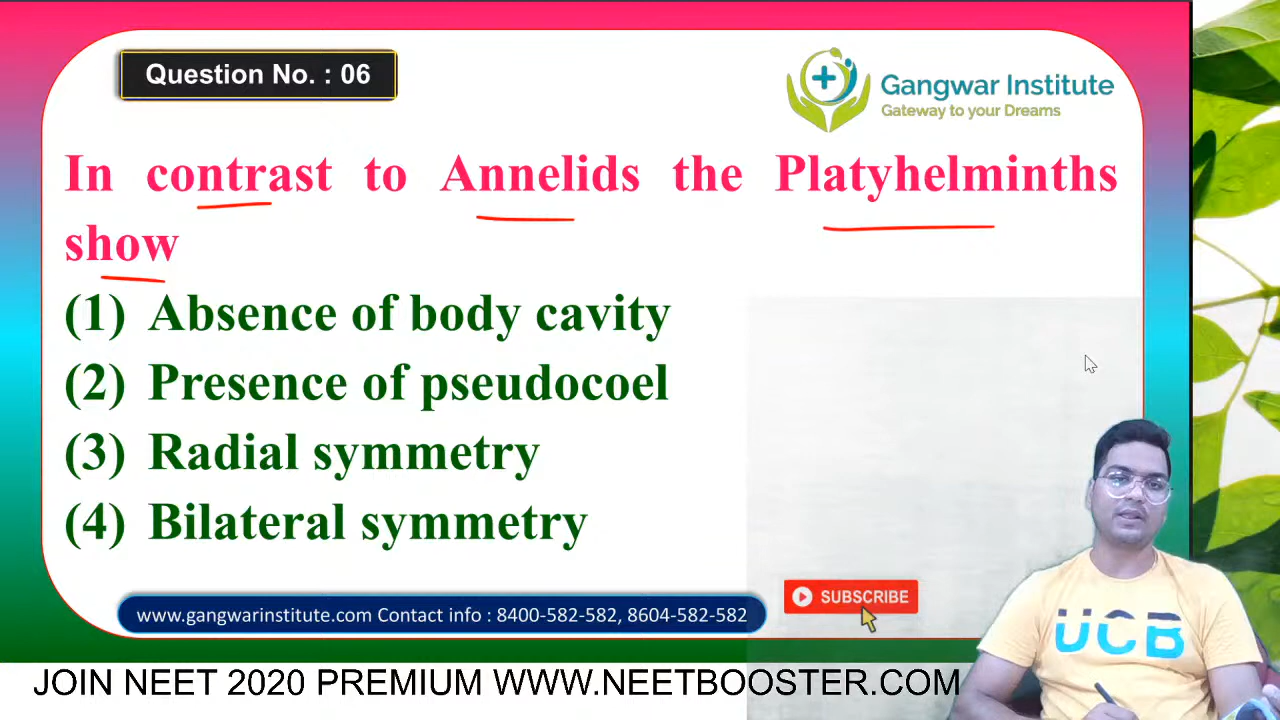 Question No. : 06
Gangwar Institute
Gateway to your Dreams
In contrast to Annelids the Platyhelminths
show
(1) Absence of body cavity
(2) Presence of pseudocoel
(3) Radial symmetry
(4) Bilateral symmetry
SUBSCRIBE
www.gangwarinstitute.com Contact info : 8400-582-582, 8604-582-582
UCB
JOIN NEET 2020 PREMIUM WWW.NEETBOOSTER.COM